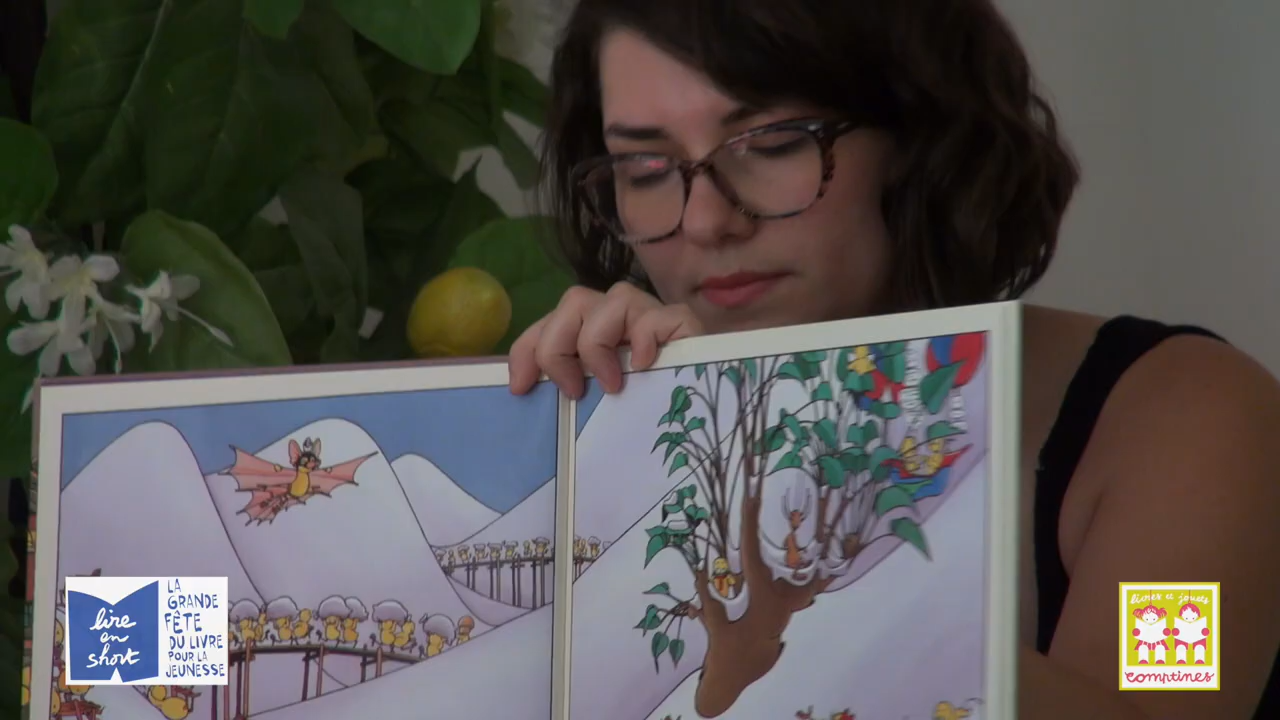 lire
en
short
LA
GRANDE
FÊTE
DU LIVRE
POUR LA
JEUNESSE
livres et jouets
comptines